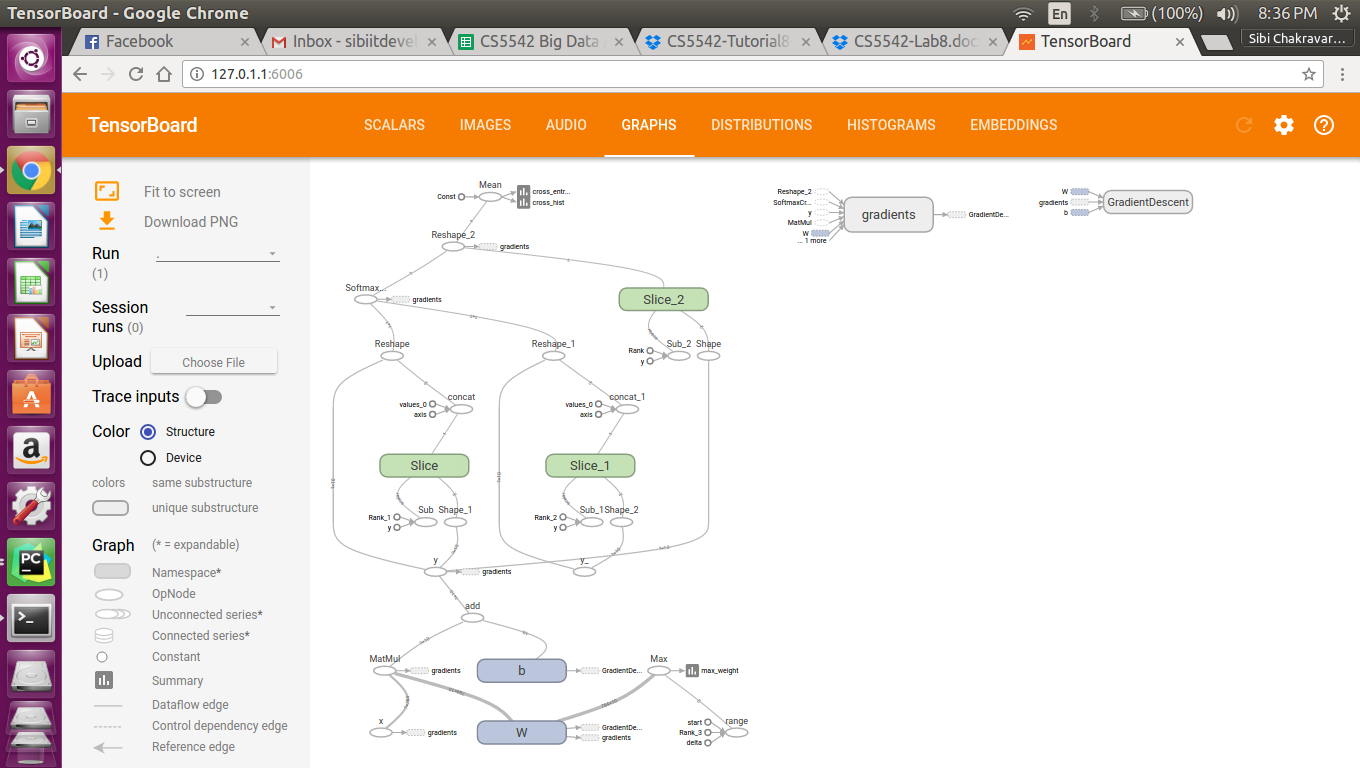 TensorBoard - Google Chrome
En
(100%)
8:36 PM
Facebook
Inbox - sibiitdeve
CS5542 Big Data
CS5542-Tutorial8
CS5542-Lab8.doc
TensorBoard
Sibi Chakravar...
127.0.1.1:6006
TensorBoard
SCALARS
IMAGES
AUDIO
GRAPHS
DISTRIBUTIONS
HISTOGRAMS
EMBEDDINGS
Fit to screen
Download PNG
Run
(1)
.
Session
runs (0)
Upload
Choose File
Trace inputs
Color
Structure
Device
colors
same substructure
unique substructure
Graph
(* = expandable)
Namespace*
OpNode
Unconnected series*
Connected series*
Constant
Summary
Dataflow edge
Control dependency edge
Reference edge
Mean
Const
cross_entr...
cross_hist
Reshape_2
gradients
Softmax...
gradients
Slice_2
Reshape
Reshape_1
Rank
y
Sub_2
Shape
values_0
axis
concat
values_0
axis
concat_1
Slice
Slice_1
Rank_1
y
Sub
Shape_1
Rank_2
y
Sub_1
Shape_2
y
gradients
y_
add
MatMul
gradients
b
GradientDe...
Max
max_weight
x
gradients
W
GradientDe...
gradients
start
Rank_3
delta
range
Reshape_2
SoftmaxCr...
y
MatMul
W
... 1 more
gradients
GradientDe...
W
gradients
b
GradientDescent
PC
a